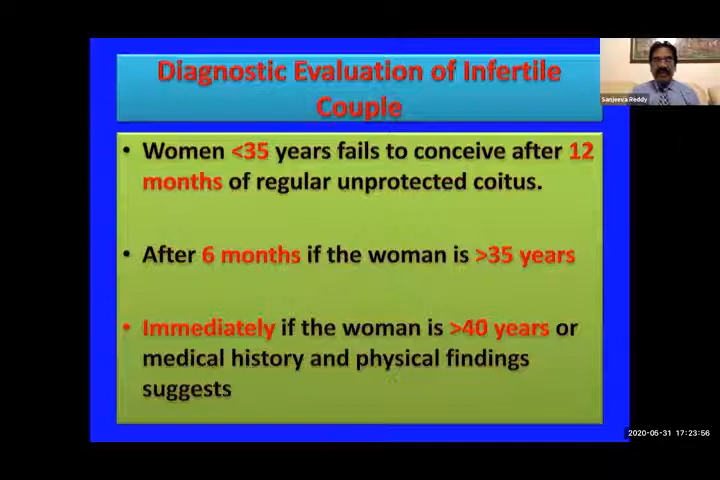 Diagnostic Evaluation of Infertile
Couple
• Women <35 years fails to conceive after 12
months of regular unprotected coitus.
• After 6 months if the woman is >35 years
• Immediately if the woman is >40 years or
medical history and physical findings
suggests
Sanjeeva Reddy
2020-05-31 17:23:56